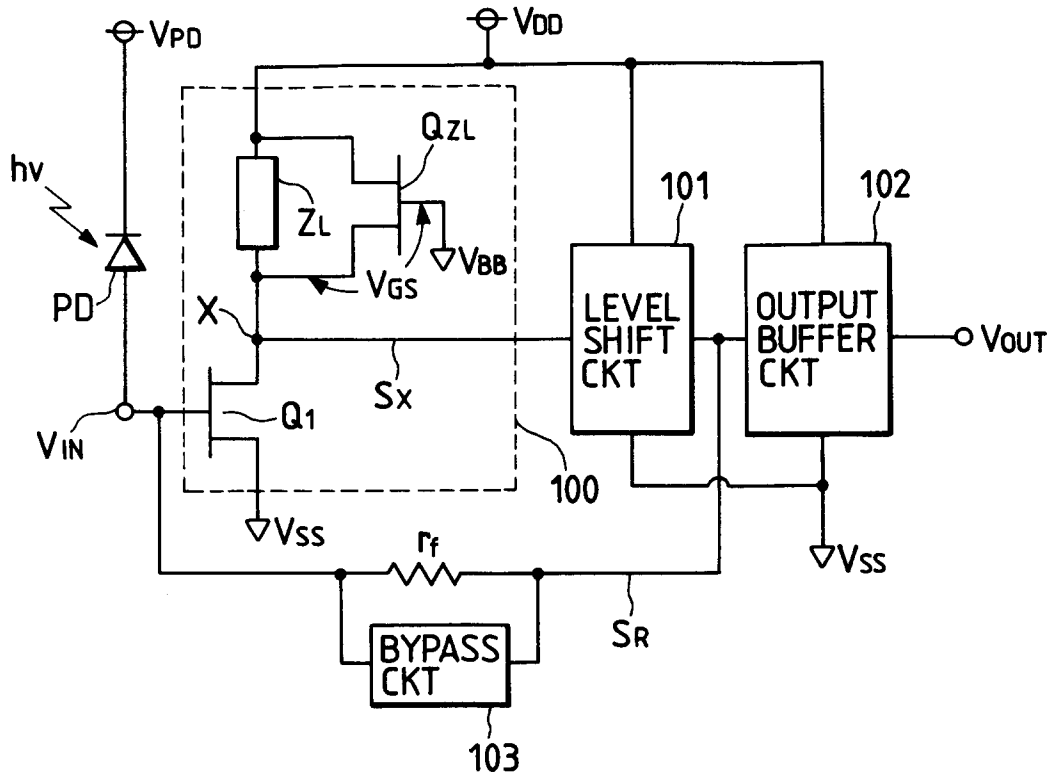 VPD
VDD
QZL
hν
ZL
101
102
VBB
PD
VGS
X
LEVEL
SHIFT
CKT
OUTPUT
BUFFER
CKT
VOUT
SX
Q1
VIN
100
VSS
rf
VSS
SR
BYPASS
CKT
103